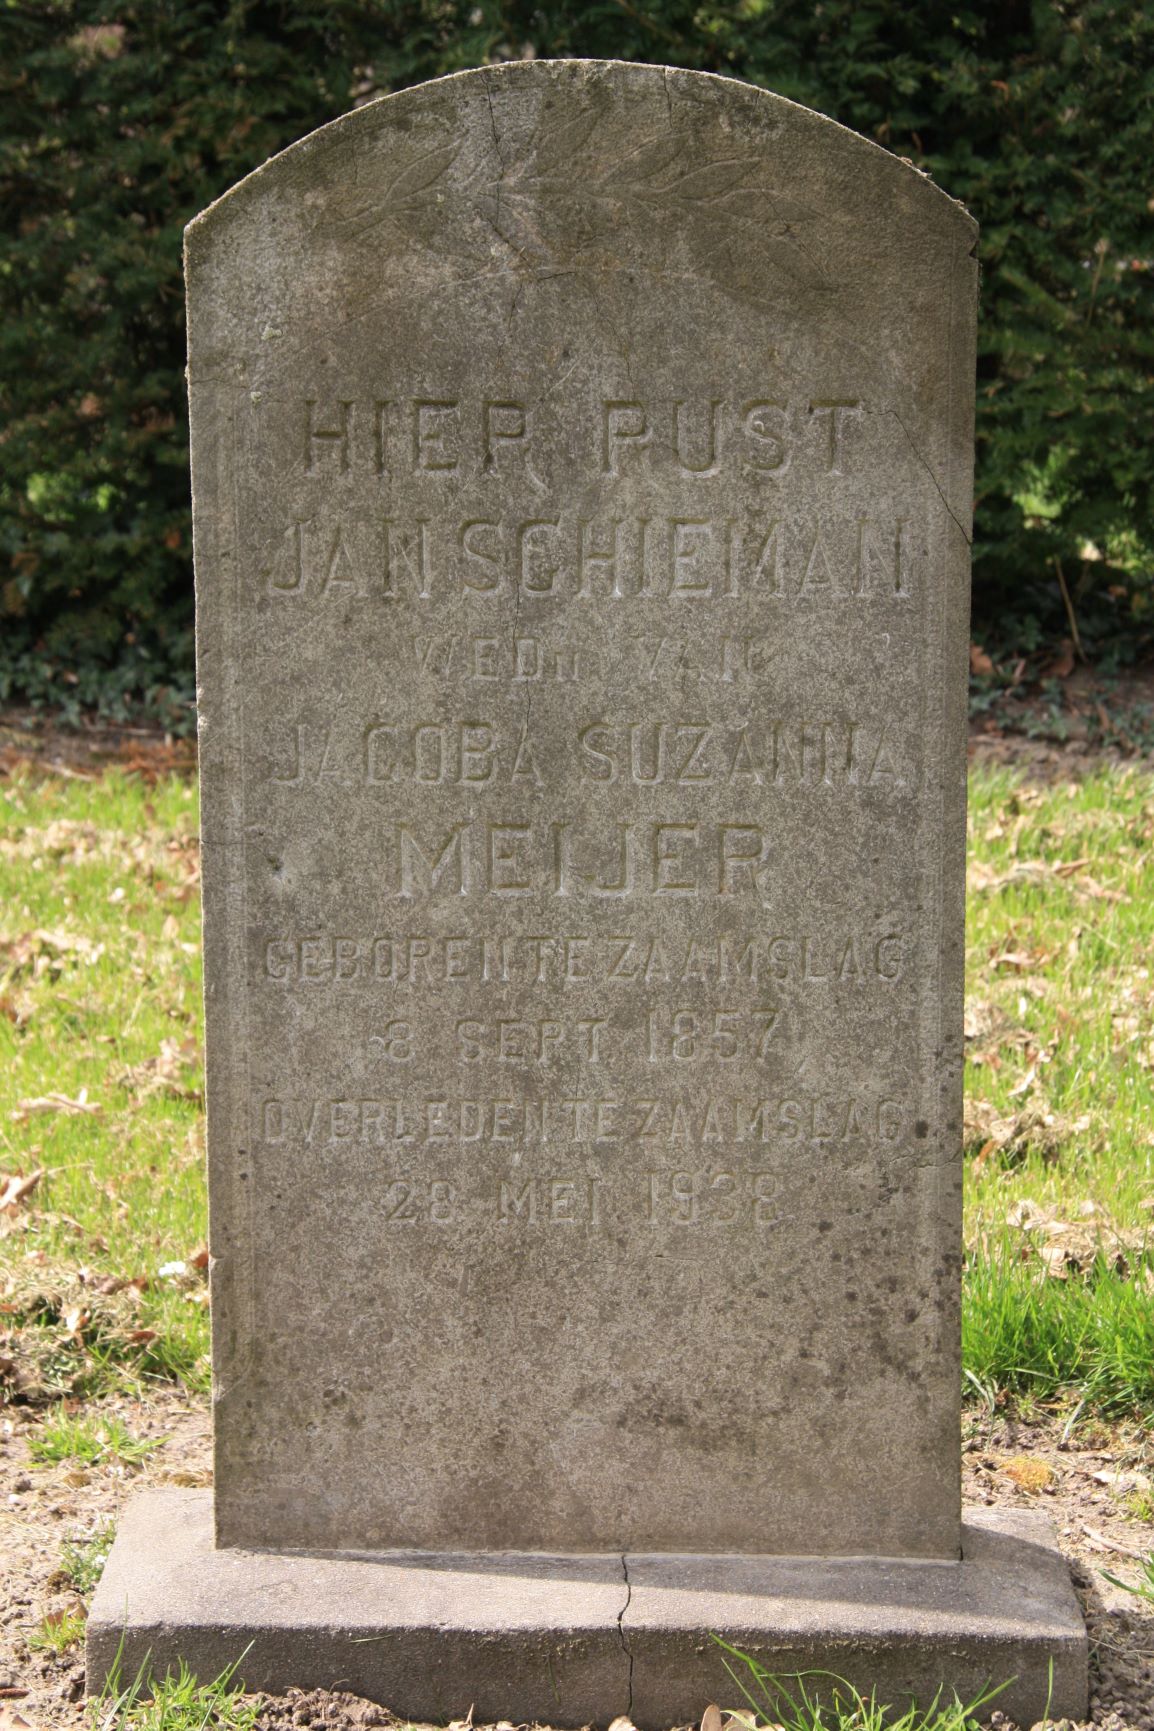 HIER RUST
JAN SCHIEMAN
WEDn VAN
JACOBA SUZANNA
MEIJER
GEBOREN TE ZAAMSLAG
8 SEPT 1857
OVERLEDEN TE ZAAMSLAG
28 MEI 1938